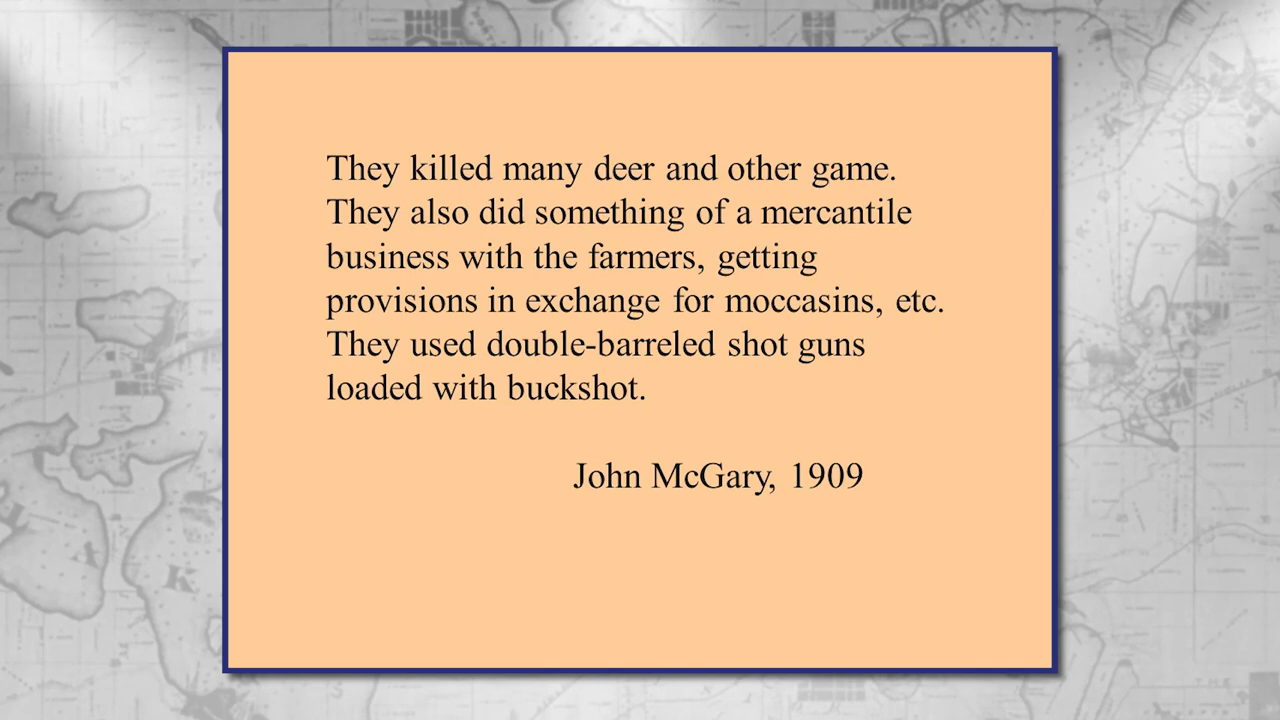 They killed many deer and other game.
They also did something of a mercantile
business with the farmers, getting
provisions in exchange for moccasins, etc.
They used double-barreled shot guns
loaded with buckshot.
John McGary, 1909